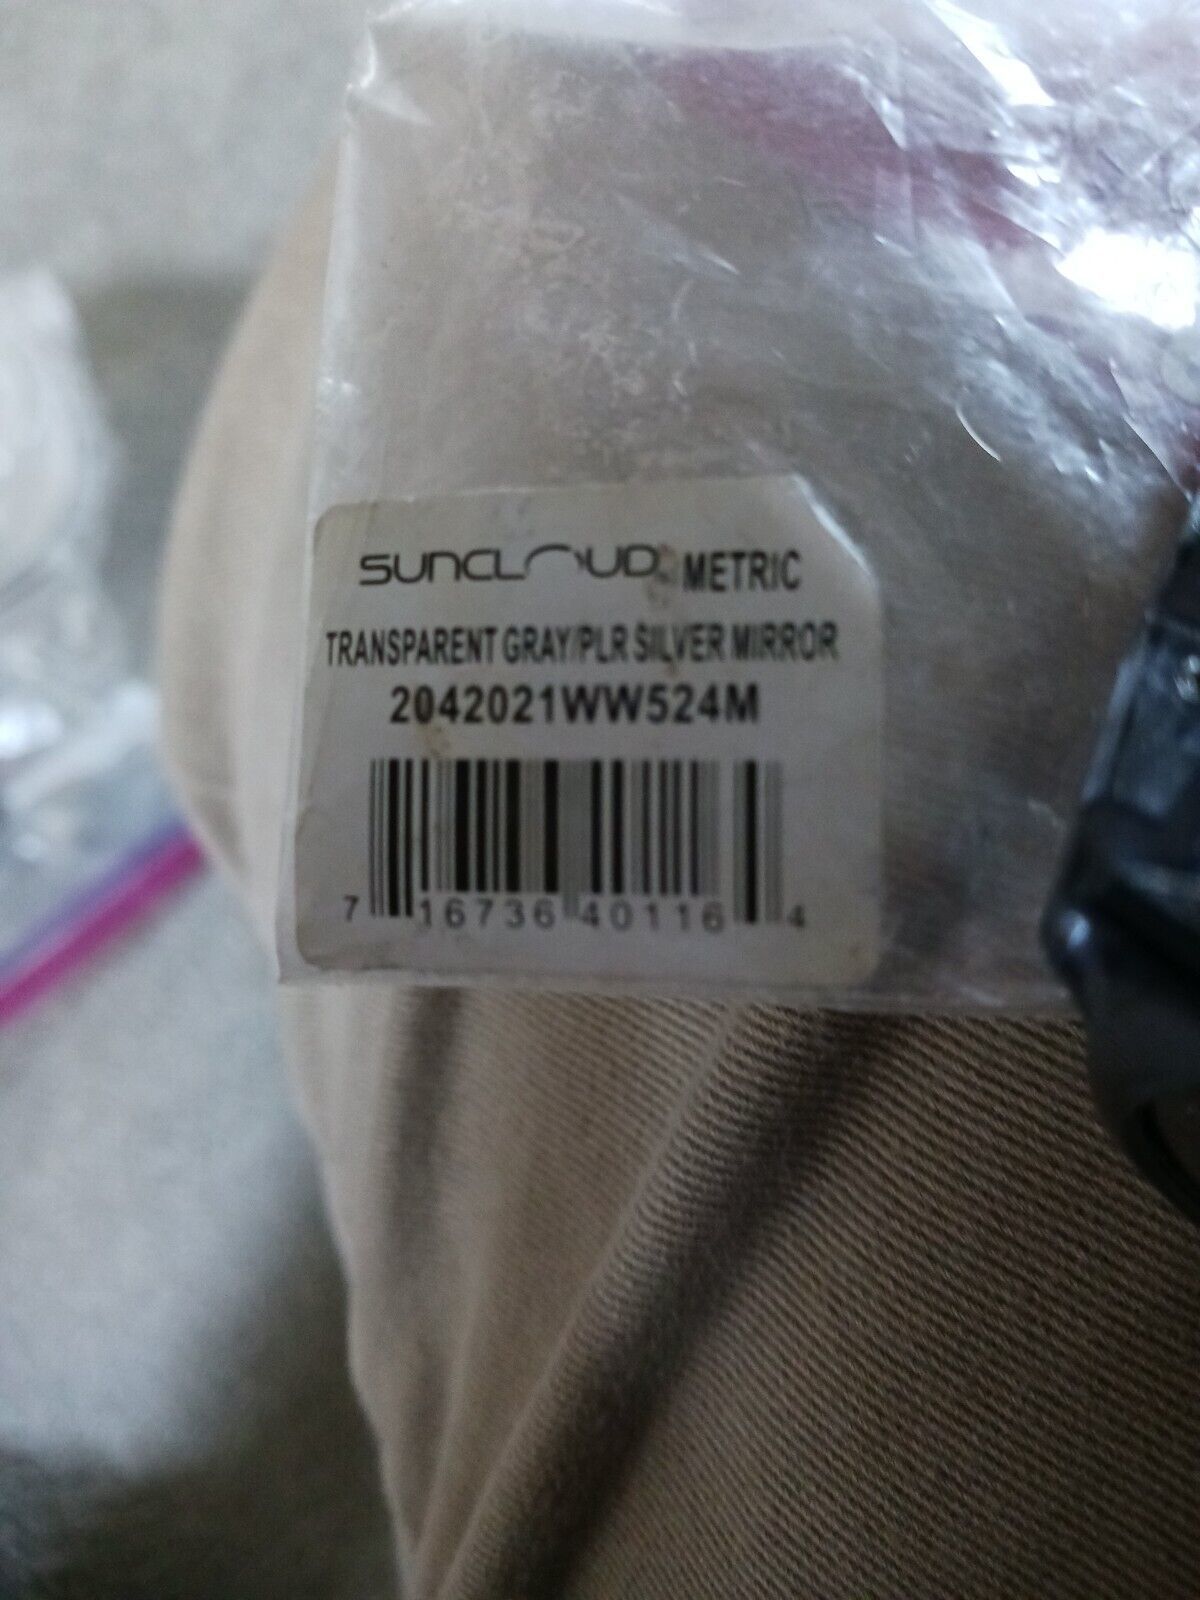 SUNCLOUD METRIC
TRANSPARENT GRAY/PLR SILVER MIRROR
2042021WW524M
7 16736 40116 4